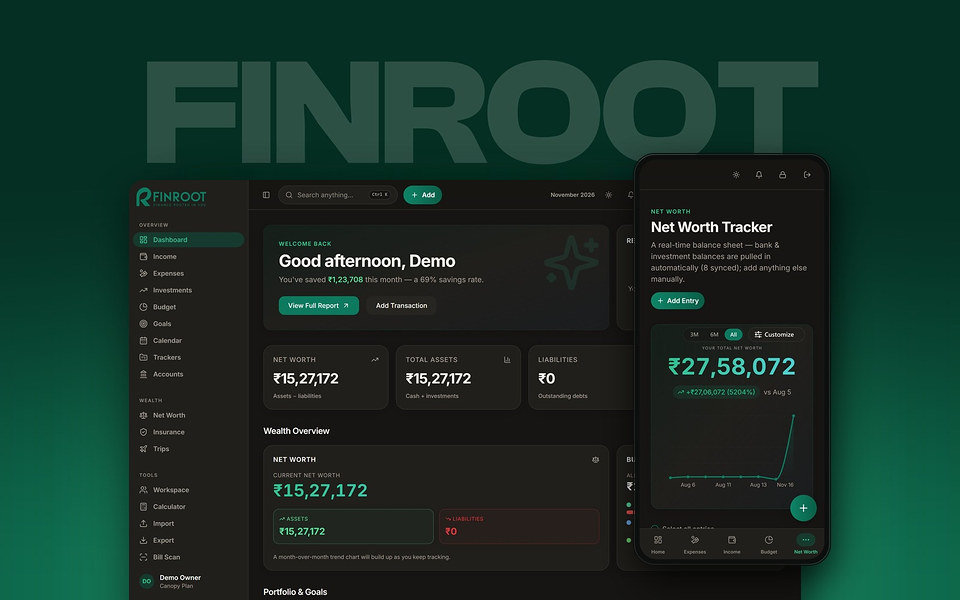 FINROOT
FINROOT
OVERVIEW
Dashboard
Income
Expenses
Investments
Budget
Goals
Calendar
Trackers
Accounts
WEALTH
Net Worth
Insurance
Trips
TOOLS
Workspace
Calculator
Import
Export
Bill Scan
DO
Demo Owner
Canopy Plan
Search anything...
Ctrl K
+ Add
November 2026
WELCOME BACK
Good afternoon, Demo
You've saved ₹1,23,708 this month — a 69% savings rate.
View Full Report
Add Transaction
NET WORTH
₹15,27,172
Assets − liabilities
TOTAL ASSETS
₹15,27,172
Cash + investments
LIABILITIES
₹0
Outstanding debts
Wealth Overview
NET WORTH
CURRENT NET WORTH
₹15,27,172
ASSETS
₹15,27,172
LIABILITIES
₹0
A month-over-month trend chart will build up as you keep tracking.
Portfolio & Goals
NET WORTH
Net Worth Tracker
A real-time balance sheet — bank &
investment balances are pulled in
automatically (8 synced); add anything else
manually.
+ Add Entry
3M
6M
All
Customize
YOUR TOTAL NET WORTH
₹27,58,072
+₹27,06,072 (5204%)
vs Aug 5
Aug 6
Aug 11
Aug 13
Nov 16
+
Home
Expenses
Income
Budget
Net Worth